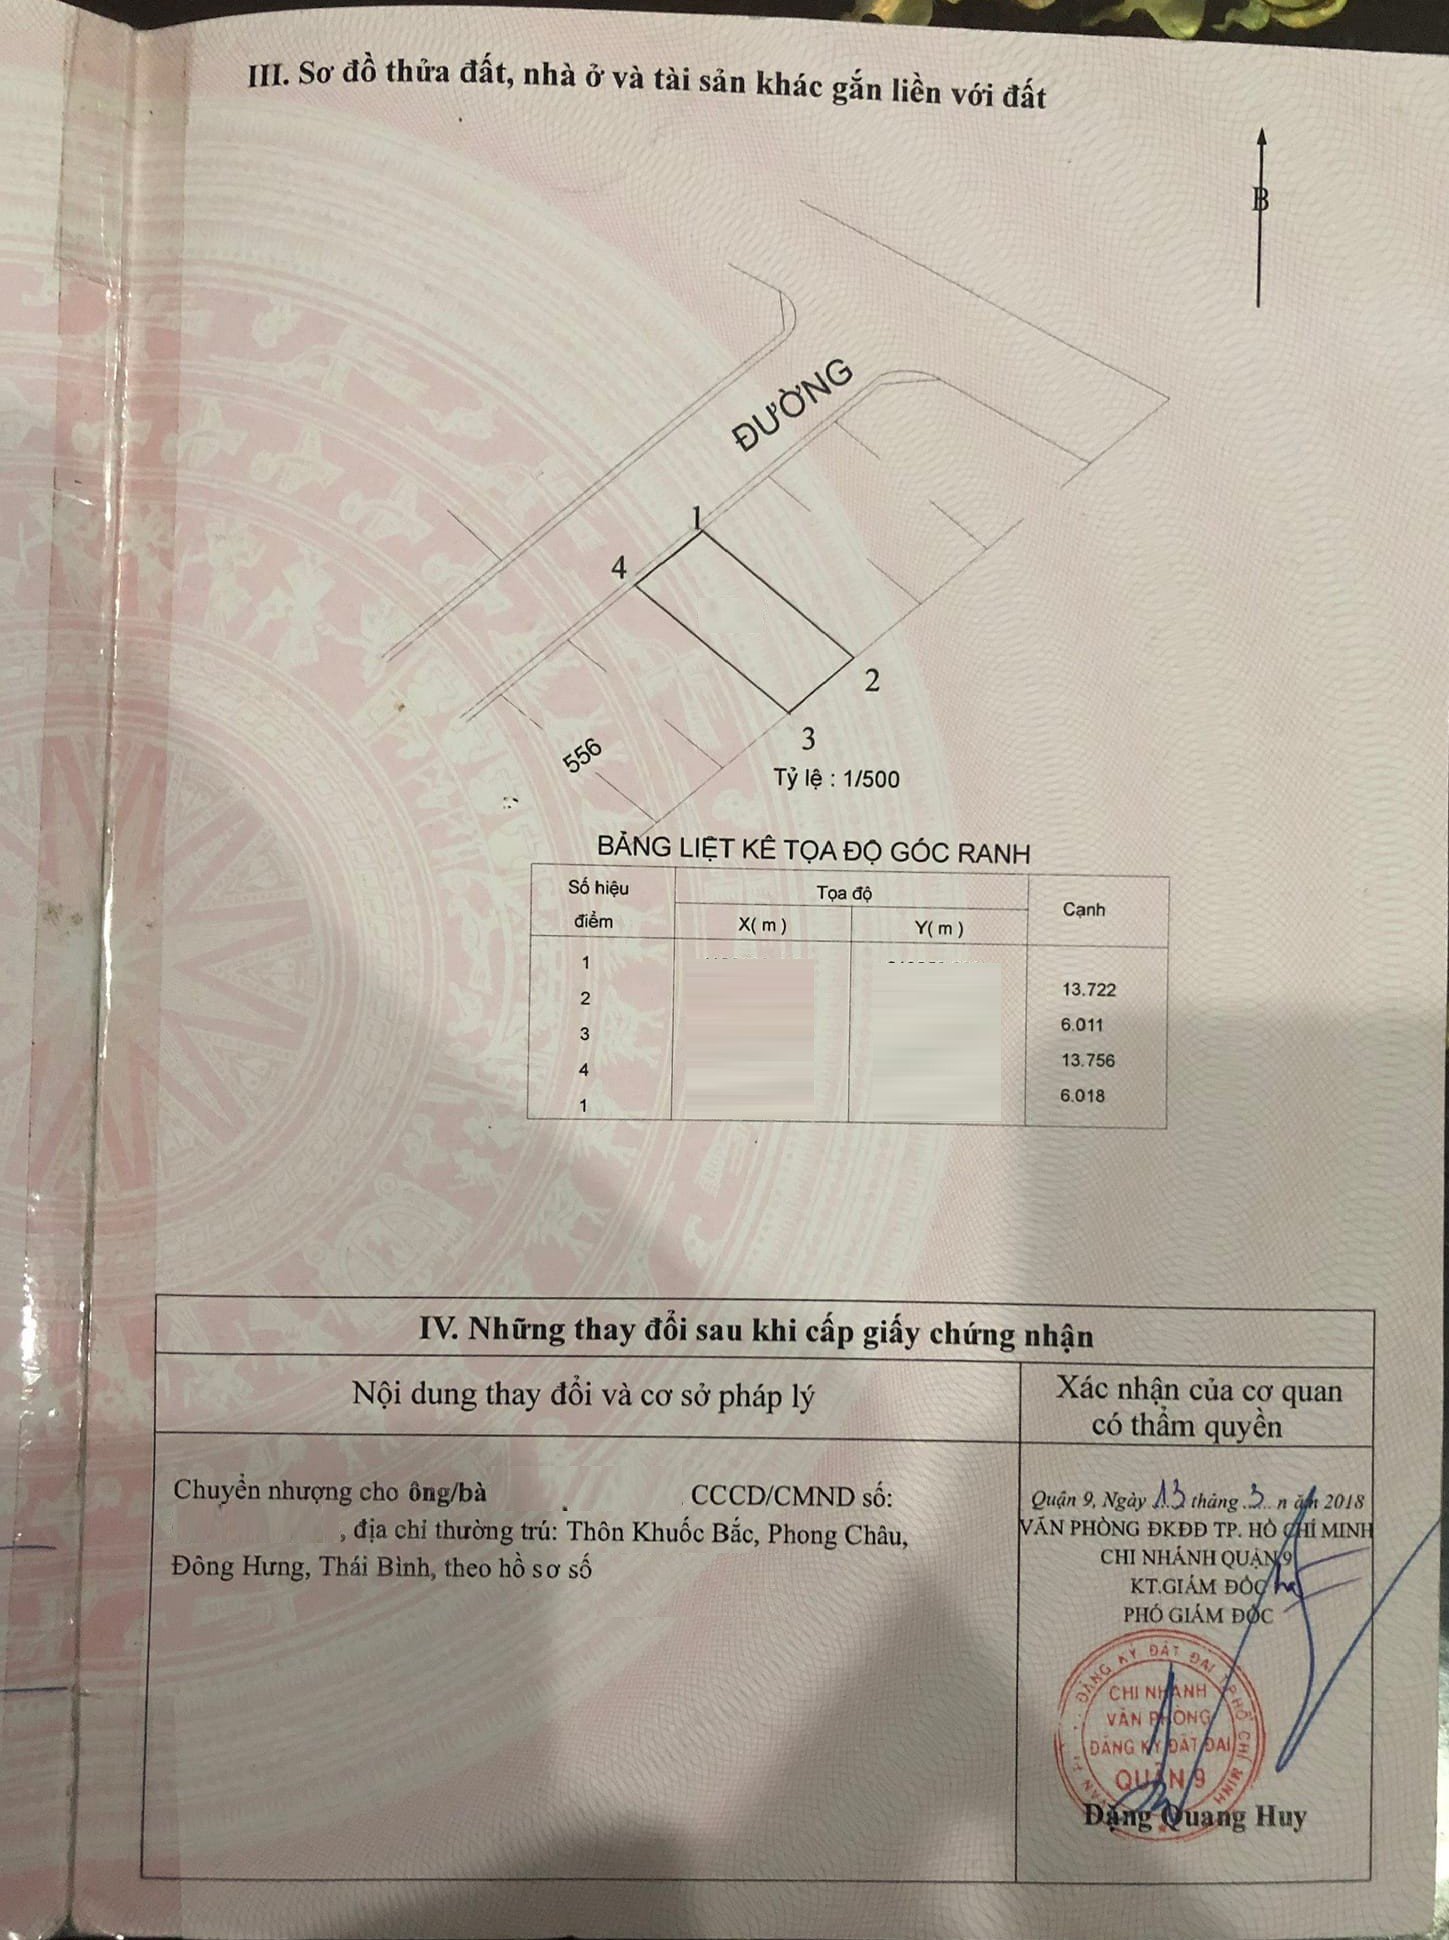 III. Sơ đồ thửa đất, nhà ở và tài sản khác gắn liền với đất
B
ĐƯỜNG
1
4
2
3
556
Tỷ lệ : 1/500
BẢNG LIỆT KÊ TỌA ĐỘ GÓC RANH
Số hiệu điểm
Tọa độ
Cạnh
X( m )
Y( m )
1
2
13.722
3
6.011
4
13.756
1
6.018
IV. Những thay đổi sau khi cấp giấy chứng nhận
Nội dung thay đổi và cơ sở pháp lý
Xác nhận của cơ quan
có thẩm quyền
Chuyển nhượng cho ông/bà
CCCD/CMND số:
, địa chỉ thường trú: Thôn Khuốc Bắc, Phong Châu,
Đông Hưng, Thái Bình, theo hồ sơ số
Quận 9, Ngày 13 tháng 3 năm 2018
VĂN PHÒNG ĐKĐĐ TP. HỒ CHÍ MINH
CHI NHÁNH QUẬN 9
KT.GIÁM ĐỐC
PHÓ GIÁM ĐỐC
ĐĂNG KÝ ĐẤT ĐAI T.PHỐ CHÍ MINH
CHI NHÁNH
VĂN PHÒNG
ĐĂNG KÝ ĐẤT ĐAI
QUẬN 9
Đặng Quang Huy